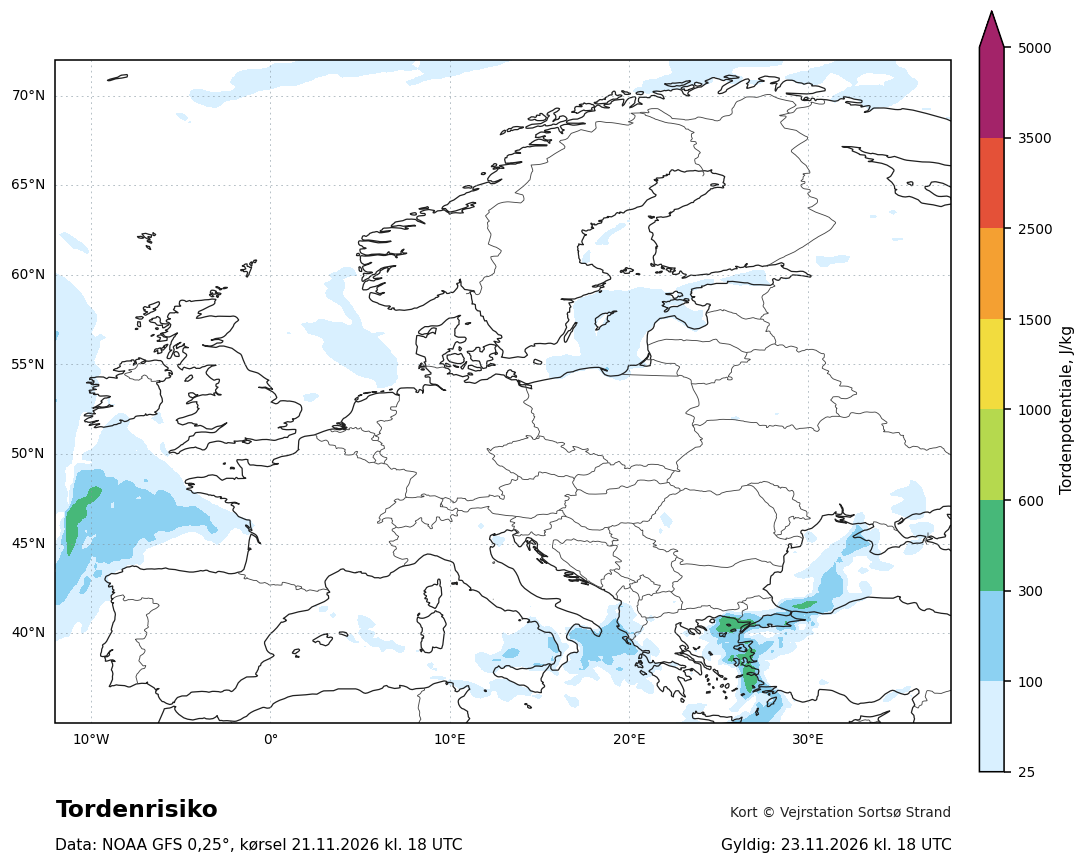 70°N
65°N
60°N
55°N
50°N
45°N
40°N
10°W
0°
10°E
20°E
30°E
5000
3500
2500
1500
1000
600
300
100
25
Tordenpotentiale, J/kg
Tordenrisiko
Kort © Vejrstation Sortsø Strand
Data: NOAA GFS 0,25°, kørsel 21.11.2026 kl. 18 UTC
Gyldig: 23.11.2026 kl. 18 UTC